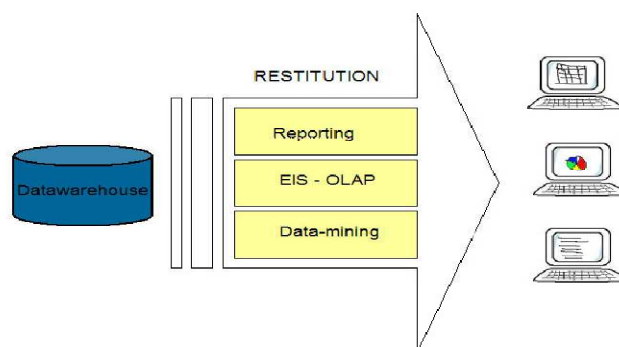 RESTITUTION
Reporting
Datawarehouse
EIS - OLAP
Data-mining